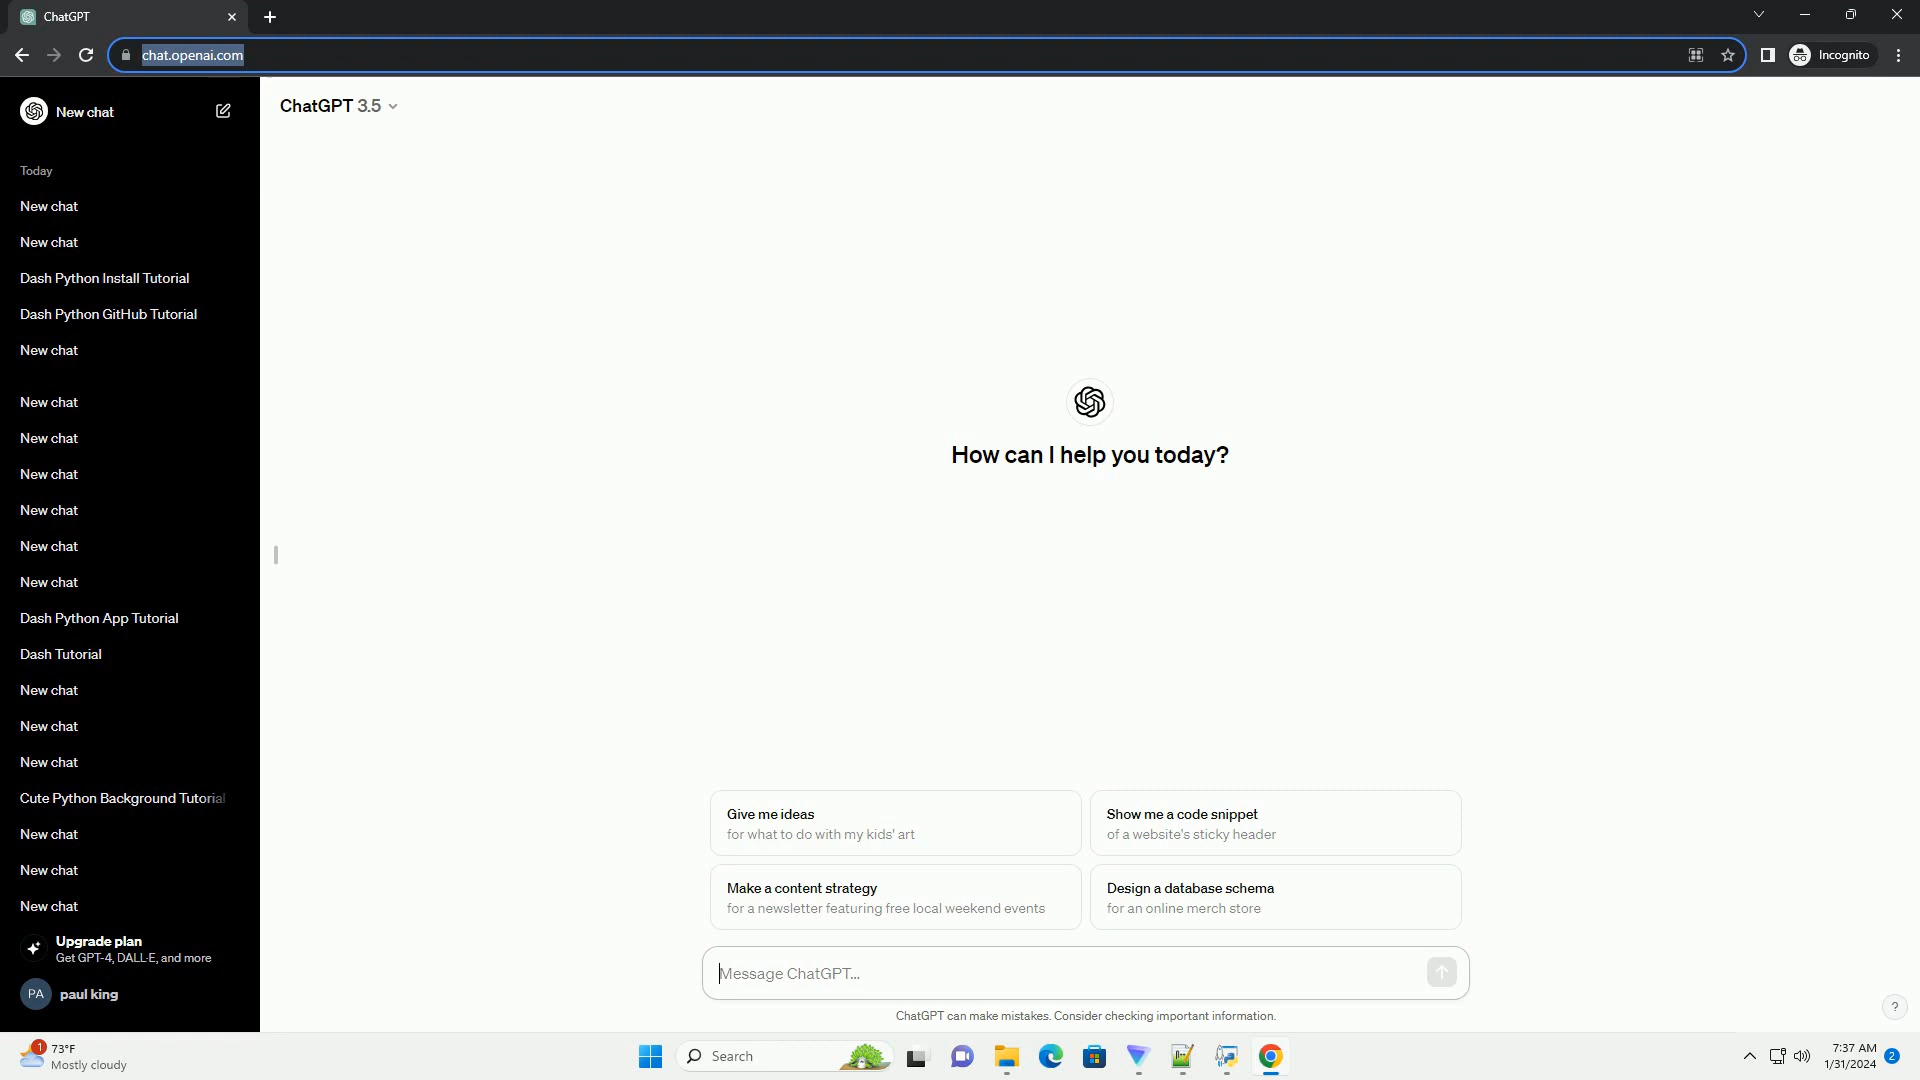 ChatGPT
chat.openai.com
Incognito
New chat
ChatGPT 3.5
Today
New chat
New chat
Dash Python Install Tutorial
Dash Python GitHub Tutorial
New chat
New chat
New chat
New chat
New chat
New chat
New chat
Dash Python App Tutorial
Dash Tutorial
New chat
New chat
New chat
Cute Python Background Tutorial
New chat
New chat
New chat
Upgrade plan
Get GPT-4, DALL·E, and more
PA paul king
How can I help you today?
Give me ideas
for what to do with my kids' art
Show me a code snippet
of a website's sticky header
Make a content strategy
for a newsletter featuring free local weekend events
Design a database schema
for an online merch store
Message ChatGPT...
ChatGPT can make mistakes. Consider checking important information.
?
1
73°F
Mostly cloudy
Search
7:37 AM
1/31/2024
2